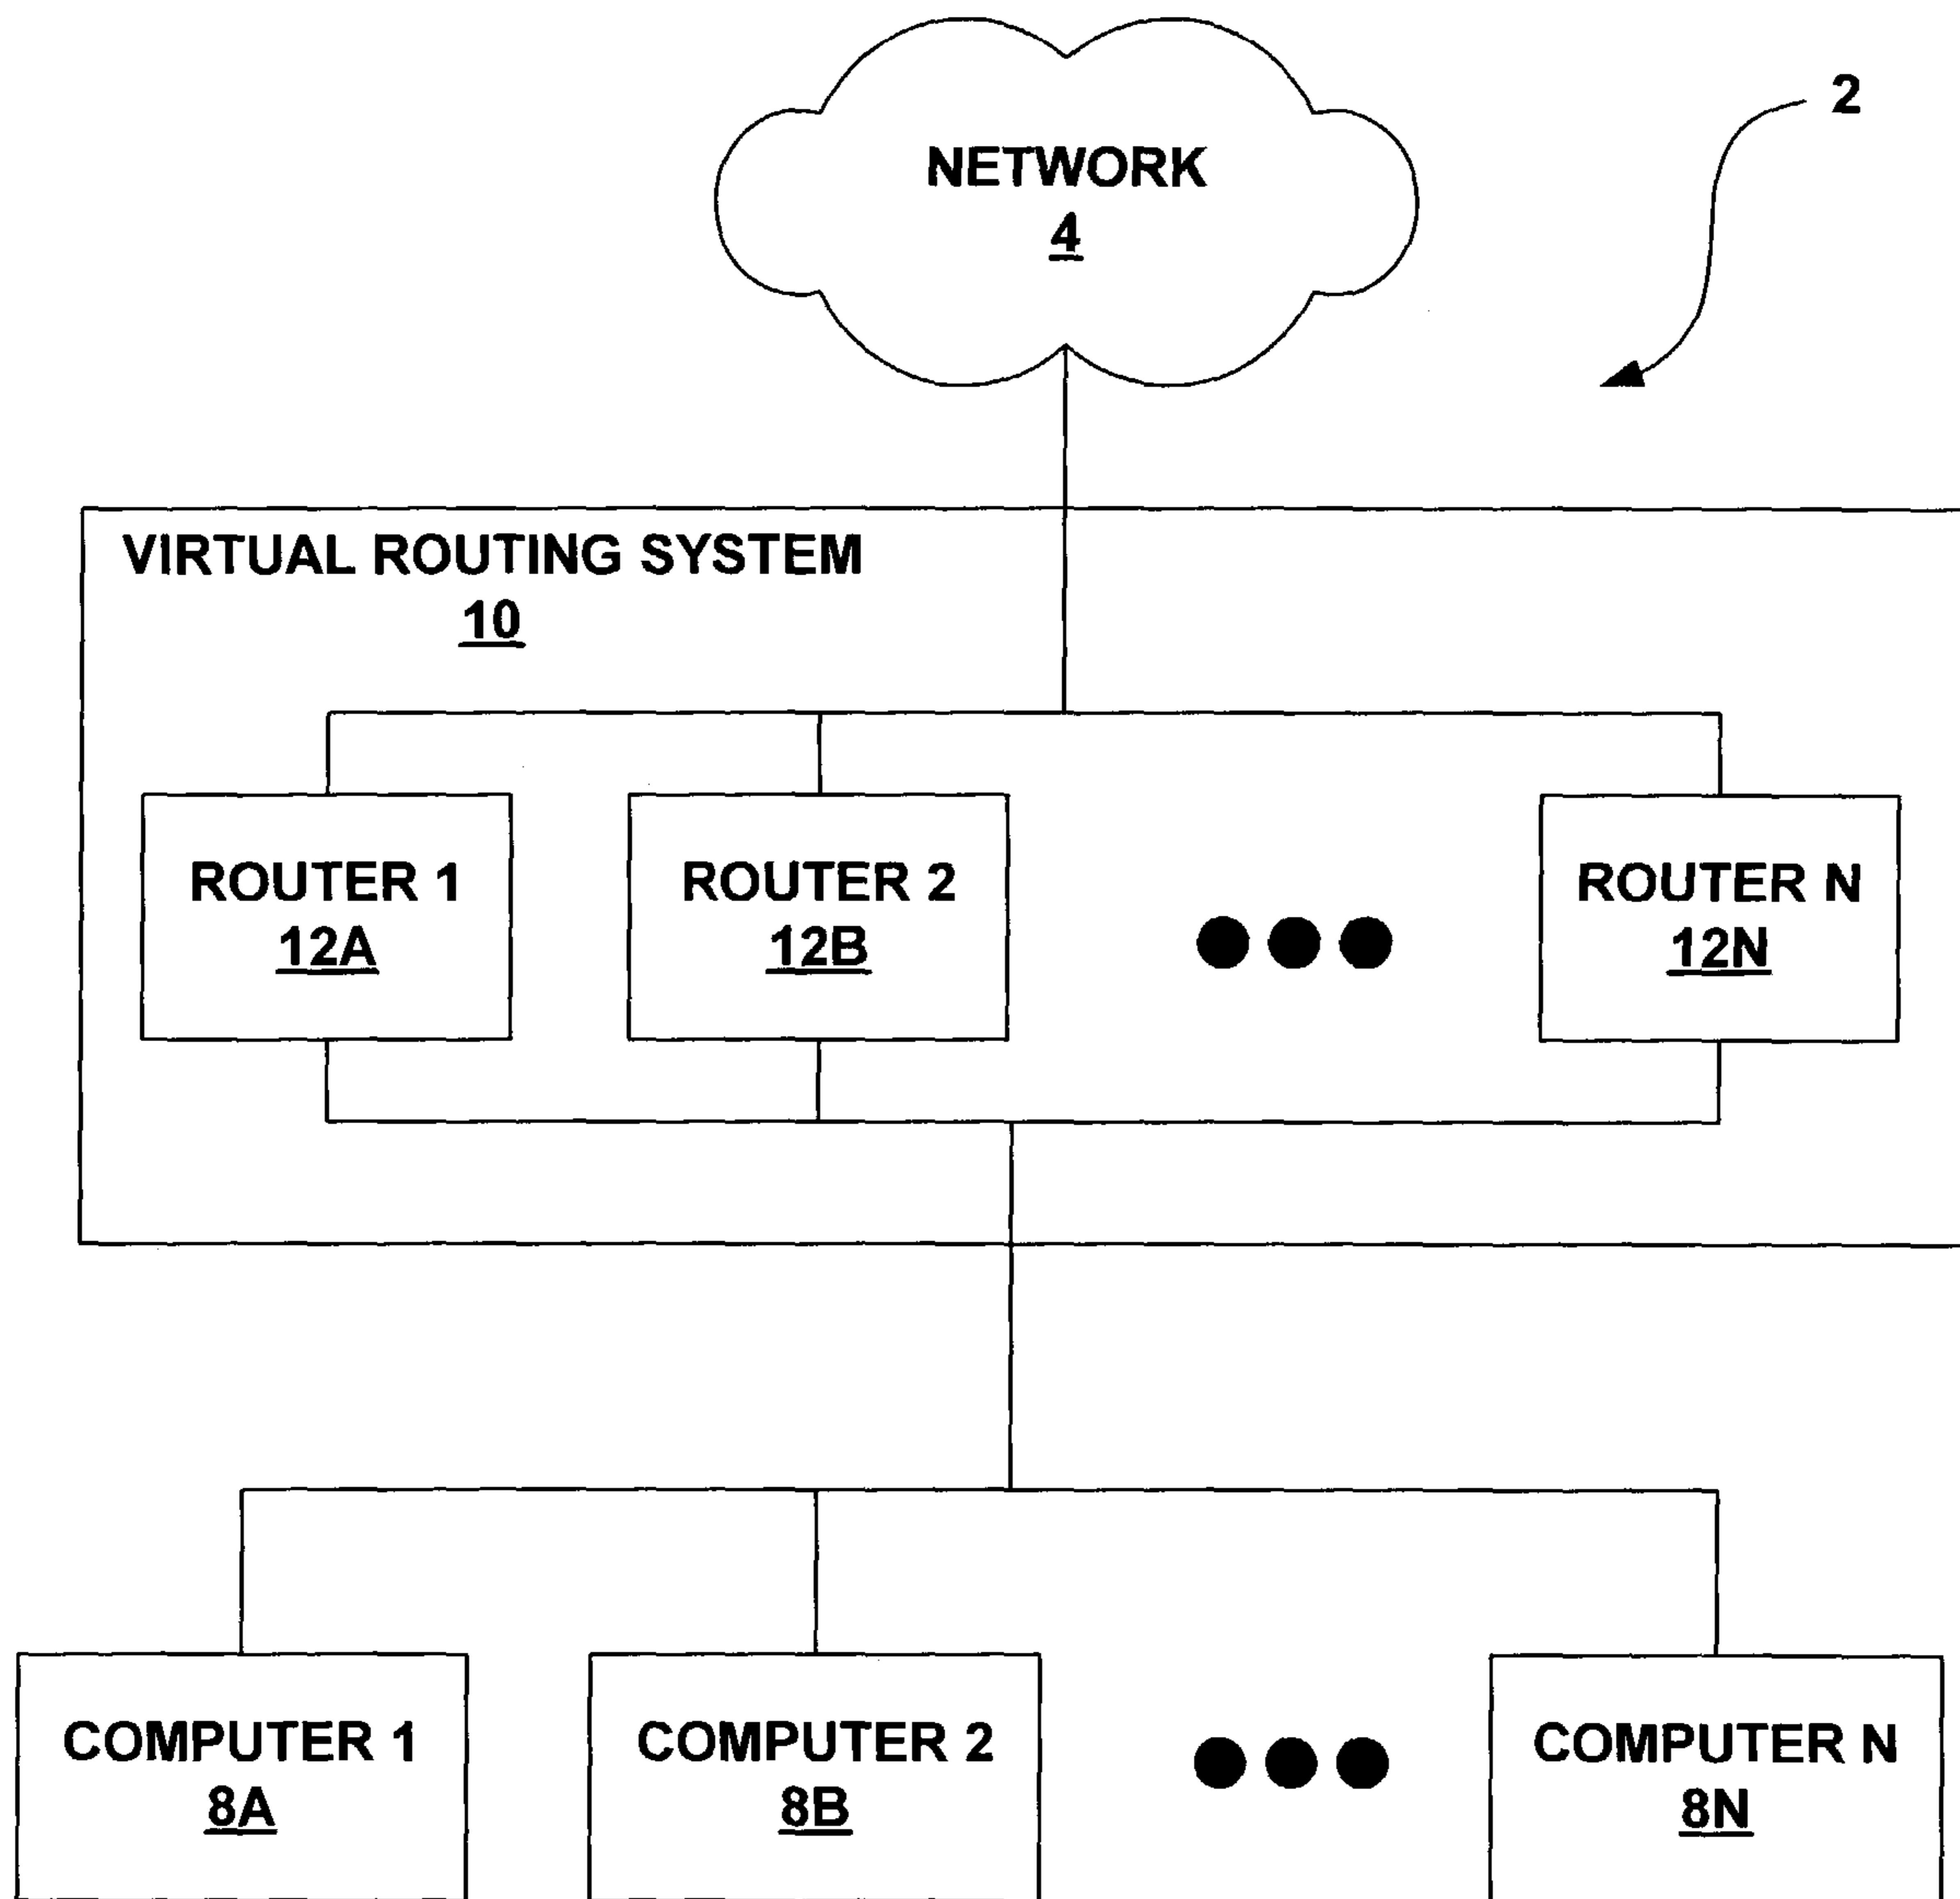 NETWORK
4
2
VIRTUAL ROUTING SYSTEM
10
ROUTER 1
12A
ROUTER 2
12B
ROUTER N
12N
COMPUTER 1
8A
COMPUTER 2
8B
COMPUTER N
8N